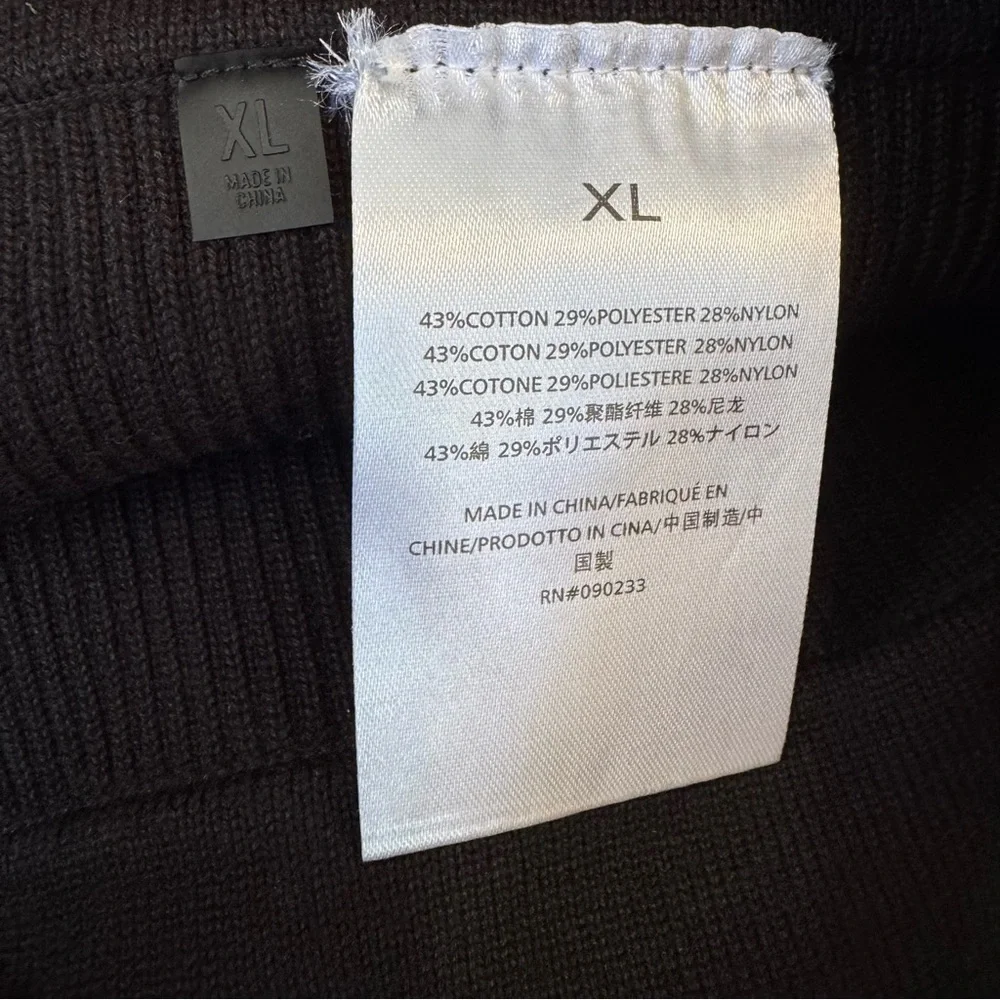 XL
MADE IN
CHINA
XL
43%COTTON 29%POLYESTER 28%NYLON
43%COTON 29%POLYESTER 28%NYLON
43%COTONE 29%POLIESTERE 28%NYLON
43%棉 29%聚酯纤维 28%尼龙
43%綿 29%ポリエステル 28%ナイロン
MADE IN CHINA/FABRIQUÉ EN
CHINE/PRODOTTO IN CINA/中国制造/中
国製
RN#090233